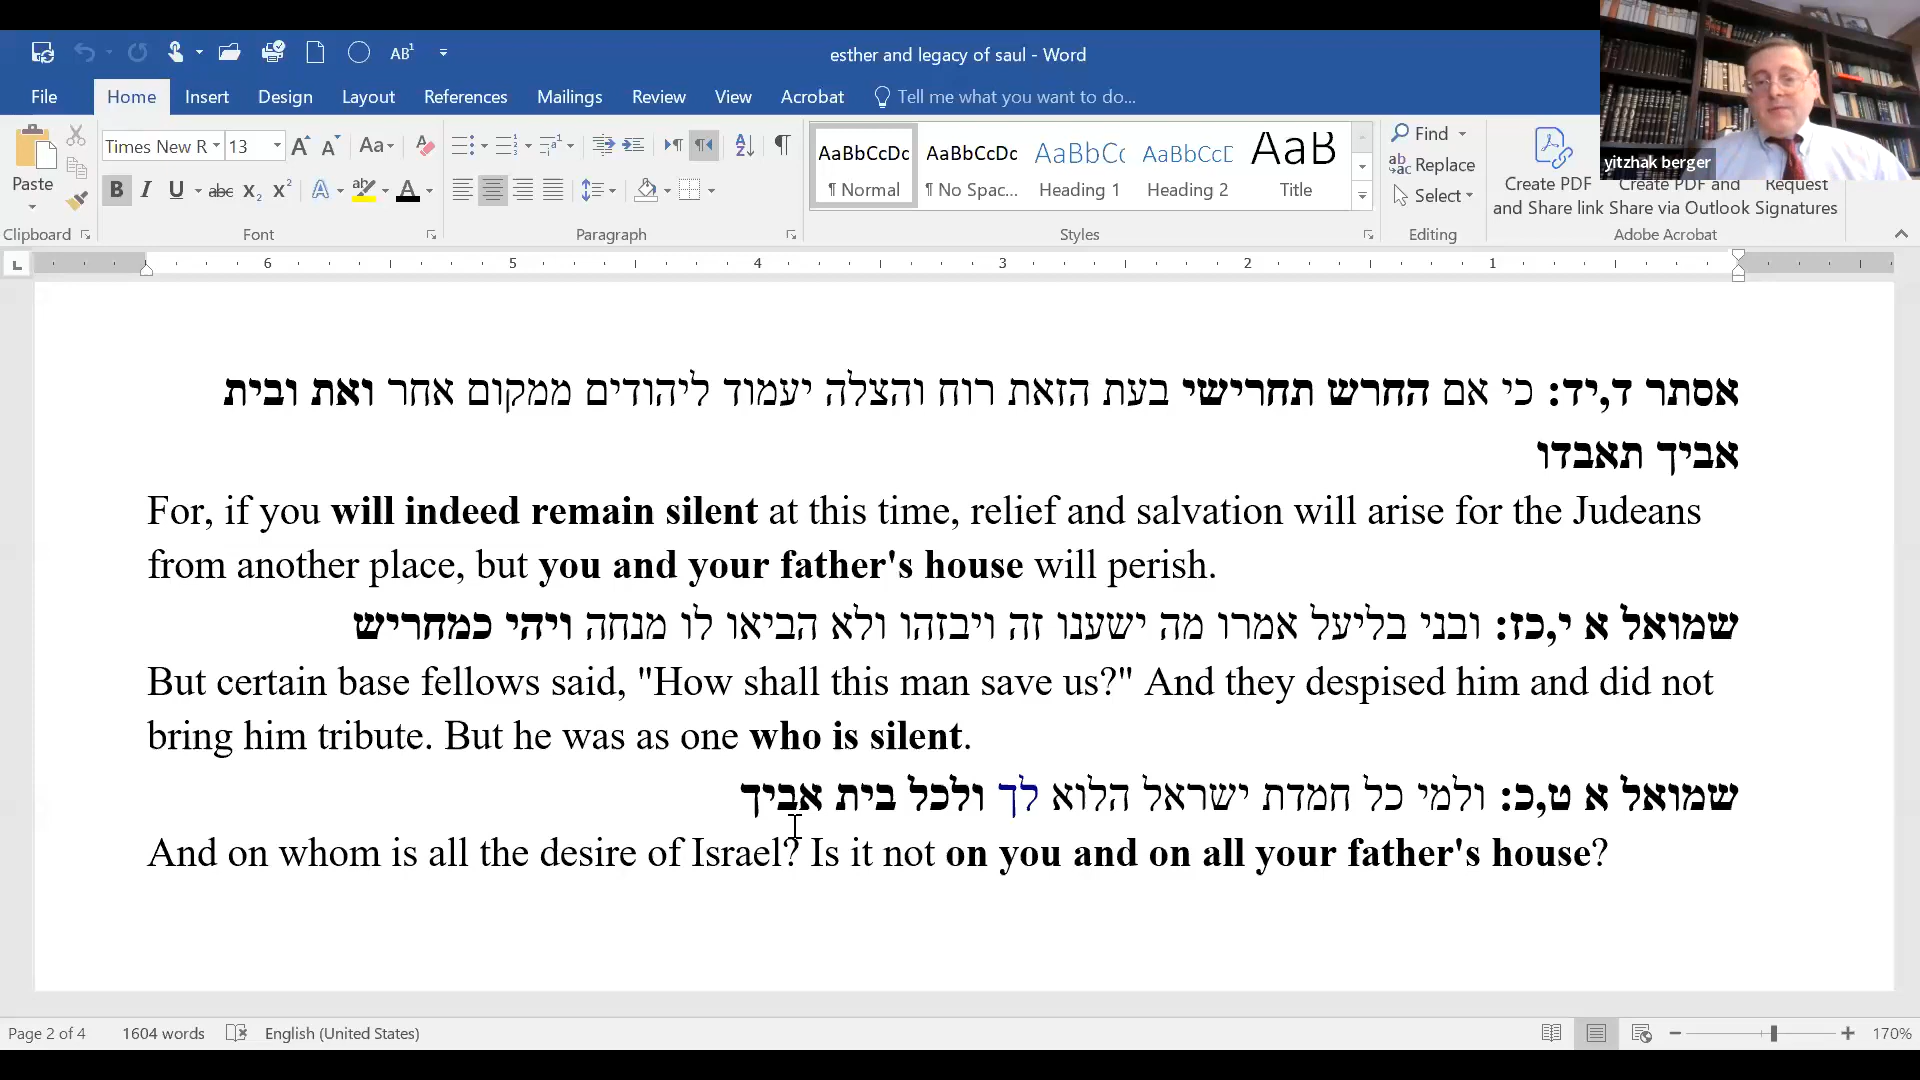 esther and legacy of saul - Word
File Home Insert Design Layout References Mailings Review View Acrobat Tell me what you want to do...
Paste
Clipboard
Times New R 13
Font
Paragraph
AaBbCcDc AaBbCcDc AaBbCc AaBbCcD AaB
¶ Normal ¶ No Spac... Heading 1 Heading 2 Title
Styles
Find
Replace
Select
Editing
Create PDF Create PDF and Request
and Share link Share via Outlook Signatures
Adobe Acrobat
yitzhak berger
6 5 4 3 2 1
אסתר ד,יד: כי אם החרש תחרישי בעת הזאת רוח והצלה יעמוד ליהודים ממקום אחר ואת ובית
אביך תאבדו
For, if you will indeed remain silent at this time, relief and salvation will arise for the Judeans
from another place, but you and your father's house will perish.
שמואל א י,כז: ובני בליעל אמרו מה ישענו זה ויבזהו ולא הביאו לו מנחה ויהי כמחריש
But certain base fellows said, "How shall this man save us?" And they despised him and did not
bring him tribute. But he was as one who is silent.
שמואל א ט,כ: ולמי כל חמדת ישראל הלוא לך ולכל בית אביך
And on whom is all the desire of Israel? Is it not on you and on all your father's house?
Page 2 of 4 1604 words English (United States) 170%